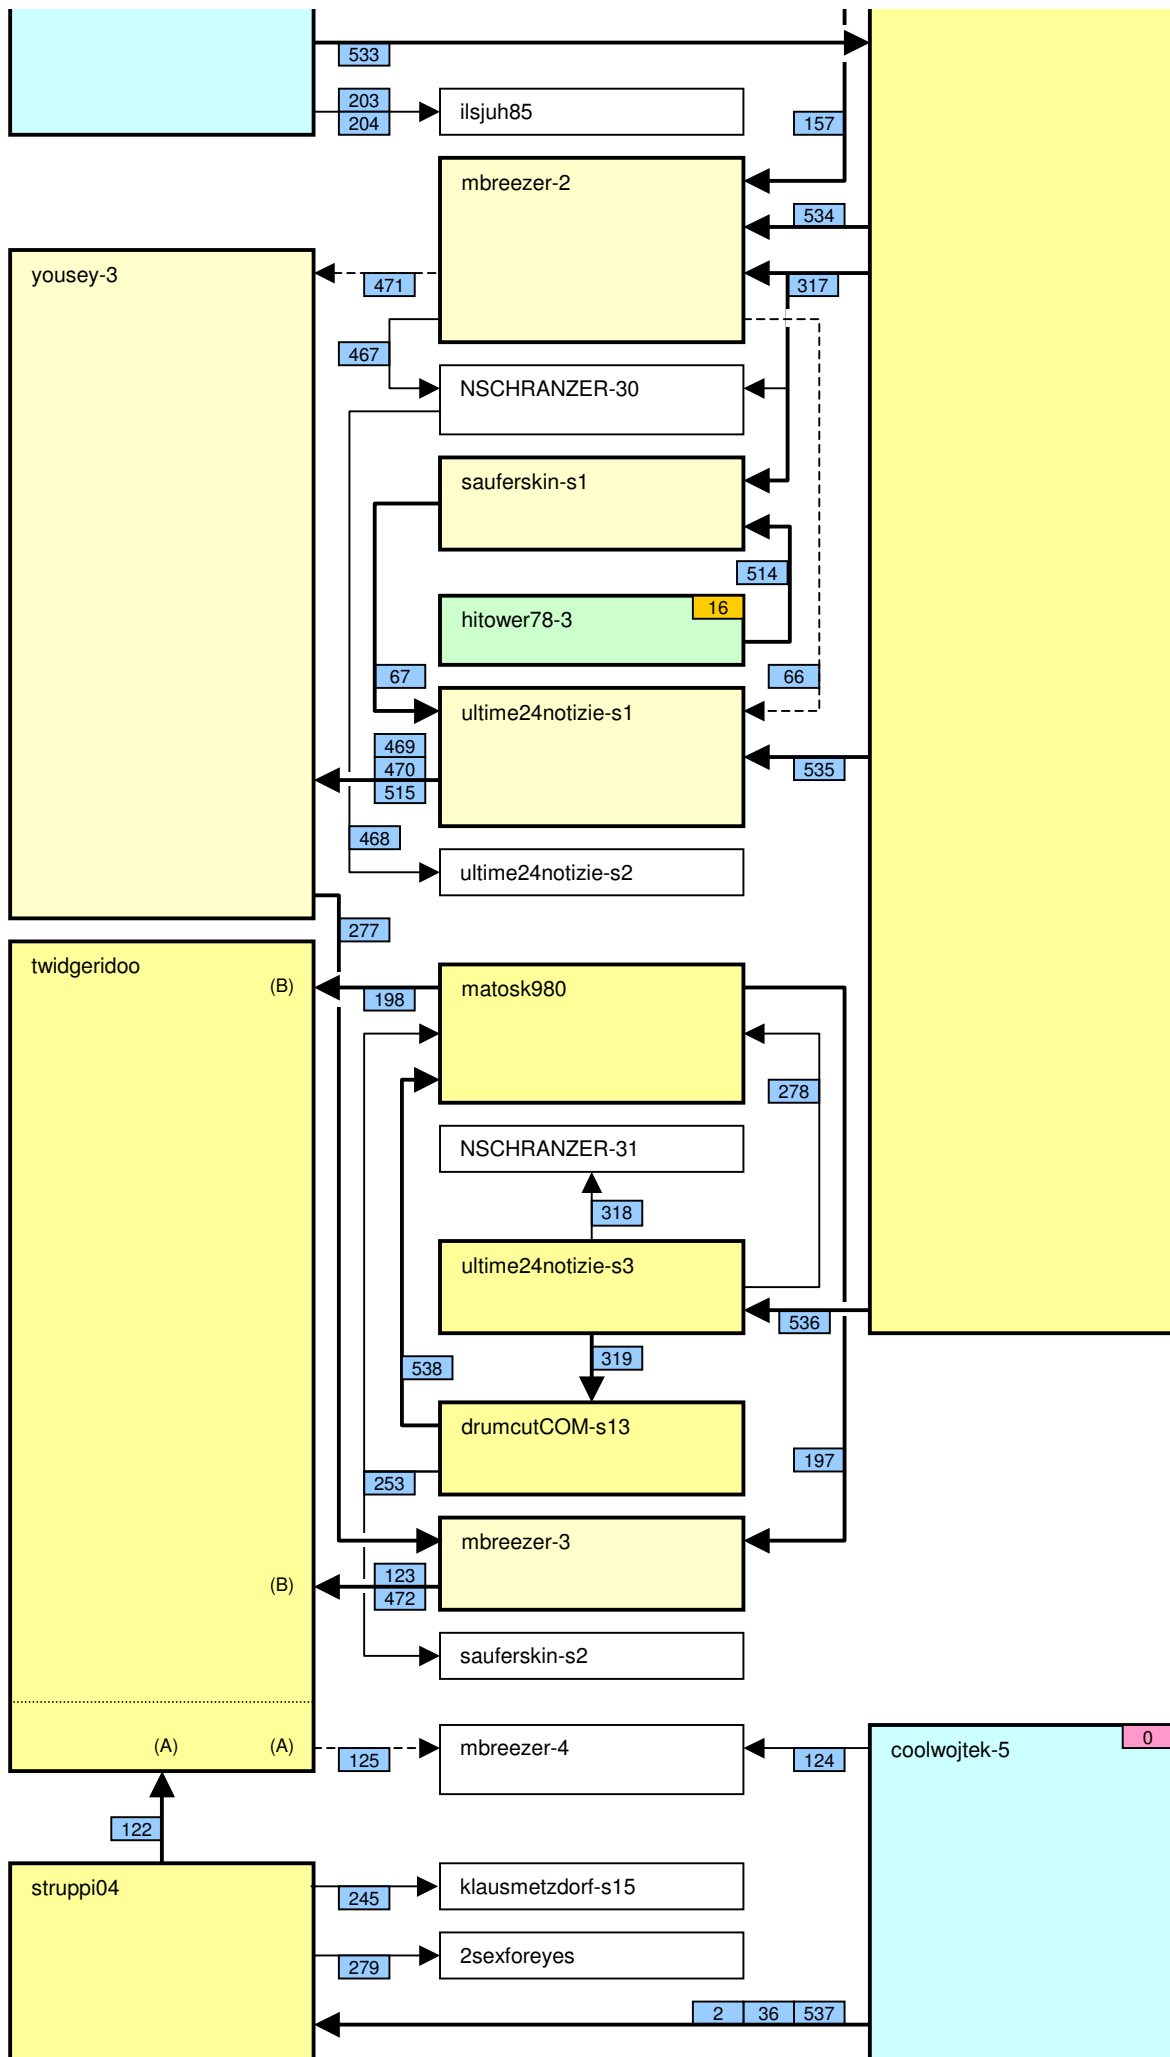 533
203
204
ilsjuh85
157
mbreezer-2
534
yousey-3
471
317
467
NSCHRANZER-30
sauferskin-s1
514
16
hitower78-3
67
66
ultime24notizie-s1
469
470
515
535
468
ultime24notizie-s2
277
twidgeridoo
(B)
198
matosk980
278
NSCHRANZER-31
318
ultime24notizie-s3
536
319
538
drumcutCOM-s13
197
253
mbreezer-3
(B)
123
472
sauferskin-s2
(A) (A)
125
mbreezer-4
124
0
coolwojtek-5
122
struppi04
245
klausmetzdorf-s15
279
2sexforeyes
2 36 537